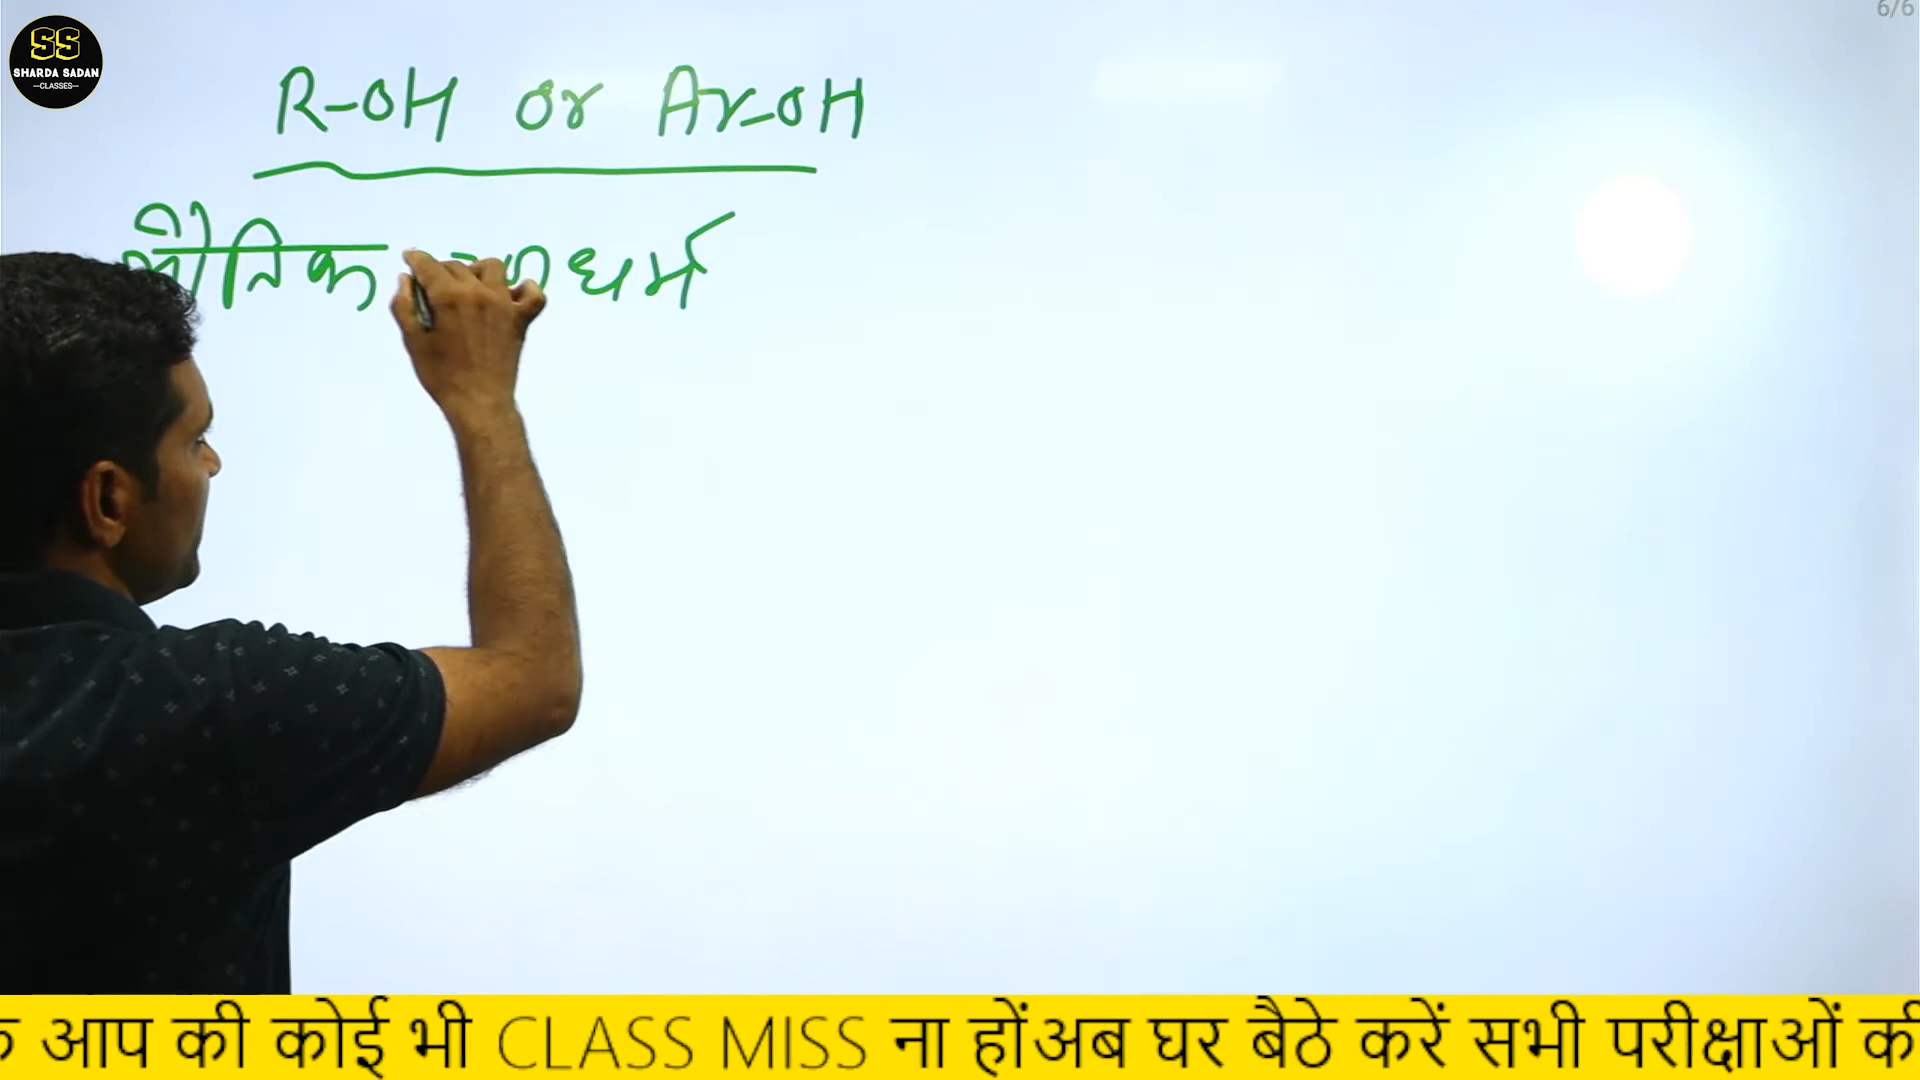 6/6
SS
SHARDA SADAN
CLASSES
R-OH or Ar-OH
भौतिक धर्म
आप की कोई भी CLASS MISS ना होंअब घर बैठे करें सभी परीक्षाओं की